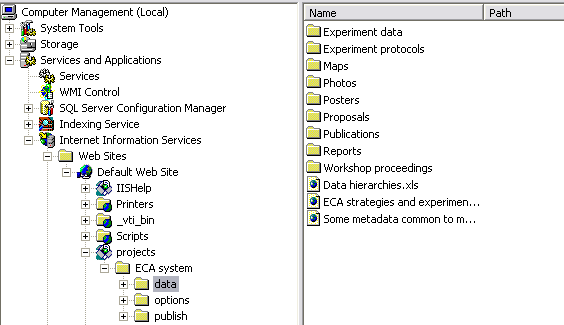 Computer Management (Local)
System Tools
Storage
Services and Applications
Services
WMI Control
SQL Server Configuration Manager
Indexing Service
Internet Information Services
Web Sites
Default Web Site
IISHelp
Printers
_vti_bin
Scripts
projects
ECA system
data
options
publish
Name Path
Experiment data
Experiment protocols
Maps
Photos
Posters
Proposals
Publications
Reports
Workshop proceedings
Data hierarchies.xls
ECA strategies and experimen...
Some metadata common to m...